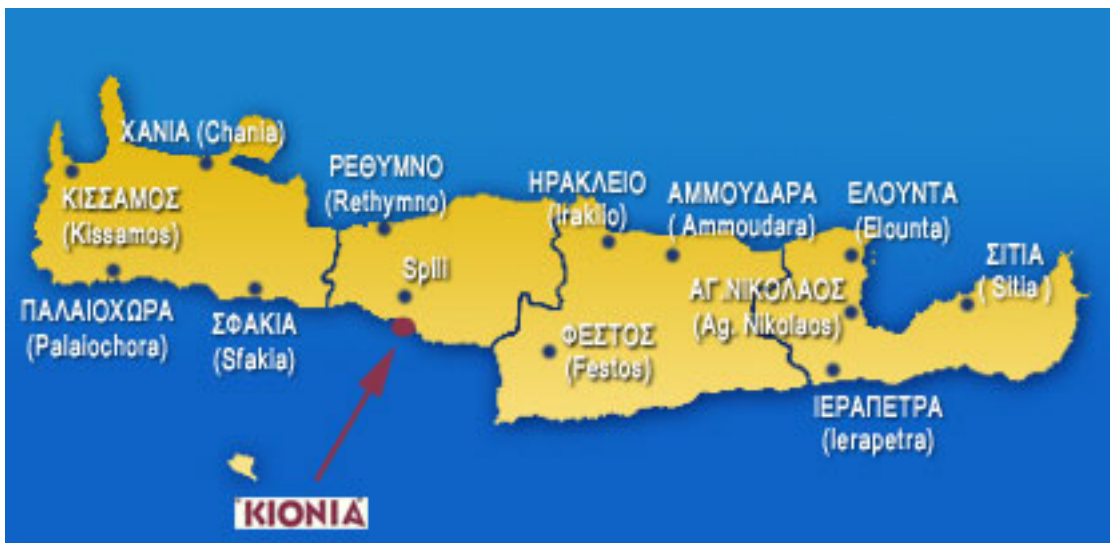 ΧΑΝΙΑ (Chania)
ΚΙΣΣΑΜΟΣ
(Kissamos)
ΡΕΘΥΜΝΟ
(Rethymno)
ΗΡΑΚΛΕΙΟ
(Iraklio)
ΑΜΜΟΥΔΑΡΑ
( Ammoudara)
ΕΛΟΥΝΤΑ
(Elounta)
ΣΙΤΙΑ
( Sitia )
Spili
ΠΑΛΑΙΟΧΩΡΑ
(Palaiochora)
ΣΦΑΚΙΑ
(Sfakia)
ΦΕΣΤΟΣ
(Festos)
ΑΓ.ΝΙΚΟΛΑΟΣ
(Ag. Nikolaos)
ΙΕΡΑΠΕΤΡΑ
(Ierapetra)
"ΚΙΟΝΙΑ"